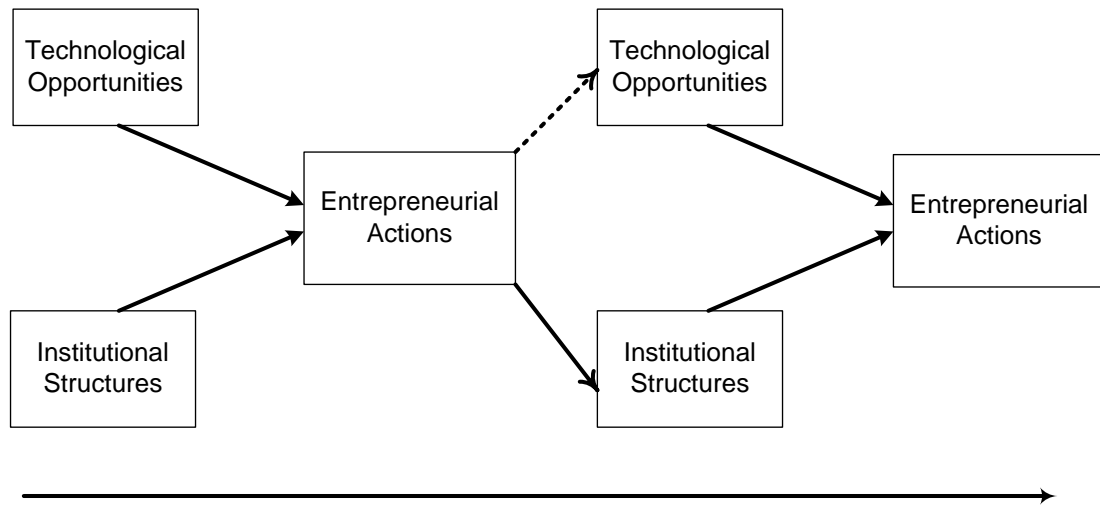 Technological
Opportunities
Technological
Opportunities
Entrepreneurial
Actions
Entrepreneurial
Actions
Institutional
Structures
Institutional
Structures